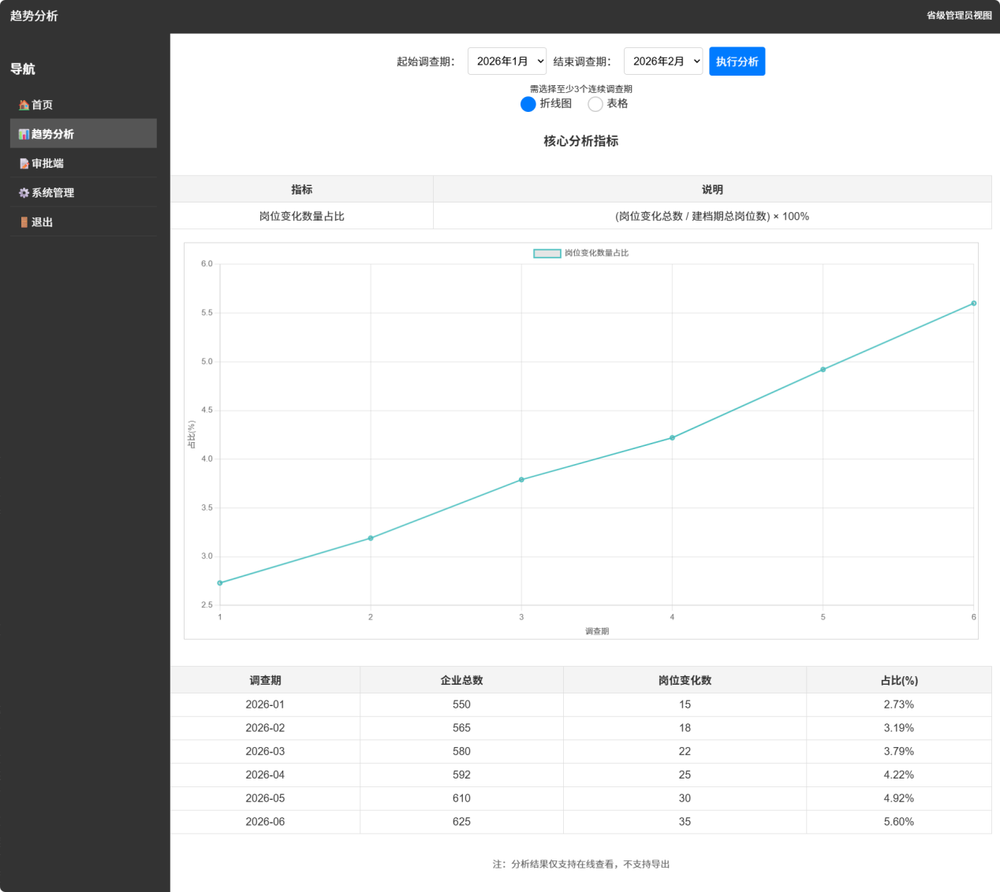 趋势分析
省级管理员视图
导航
首页
趋势分析
审批端
系统管理
退出
起始调查期： 2026年1月 结束调查期： 2026年2月 执行分析
需选择至少3个连续调查期
折线图 表格
核心分析指标
指标 说明
岗位变化数量占比 (岗位变化总数 / 建档期总岗位数) × 100%
岗位变化数量占比
6.0
5.5
5.0
4.5
4.0
3.5
3.0
2.5
占比(%)
1 2 3 4 5 6
调查期
调查期 企业总数 岗位变化数 占比(%)
2026-01 550 15 2.73%
2026-02 565 18 3.19%
2026-03 580 22 3.79%
2026-04 592 25 4.22%
2026-05 610 30 4.92%
2026-06 625 35 5.60%
注：分析结果仅支持在线查看，不支持导出